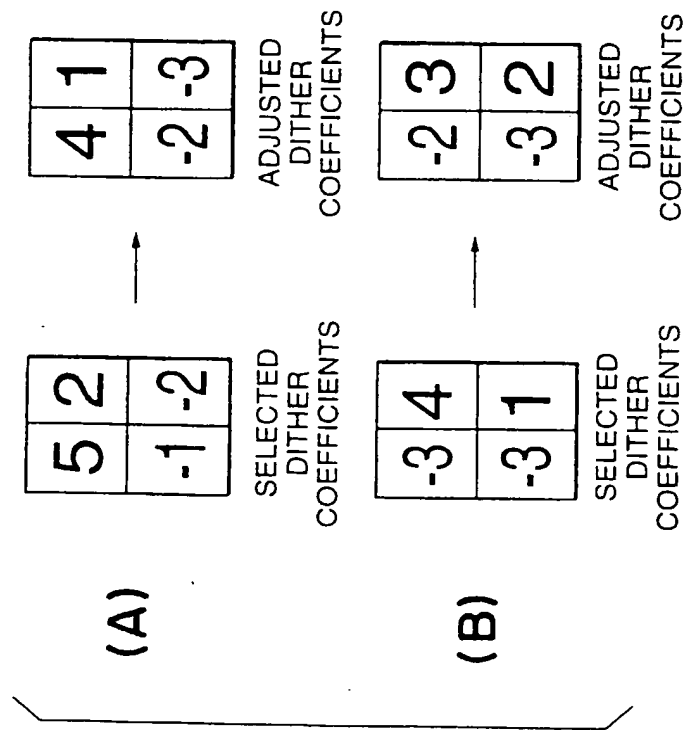 (A)
5 2
-1 -2
SELECTED
DITHER
COEFFICIENTS
4 1
-2 -3
ADJUSTED
DITHER
COEFFICIENTS
(B)
-3 4
-3 1
SELECTED
DITHER
COEFFICIENTS
-2 3
-3 2
ADJUSTED
DITHER
COEFFICIENTS